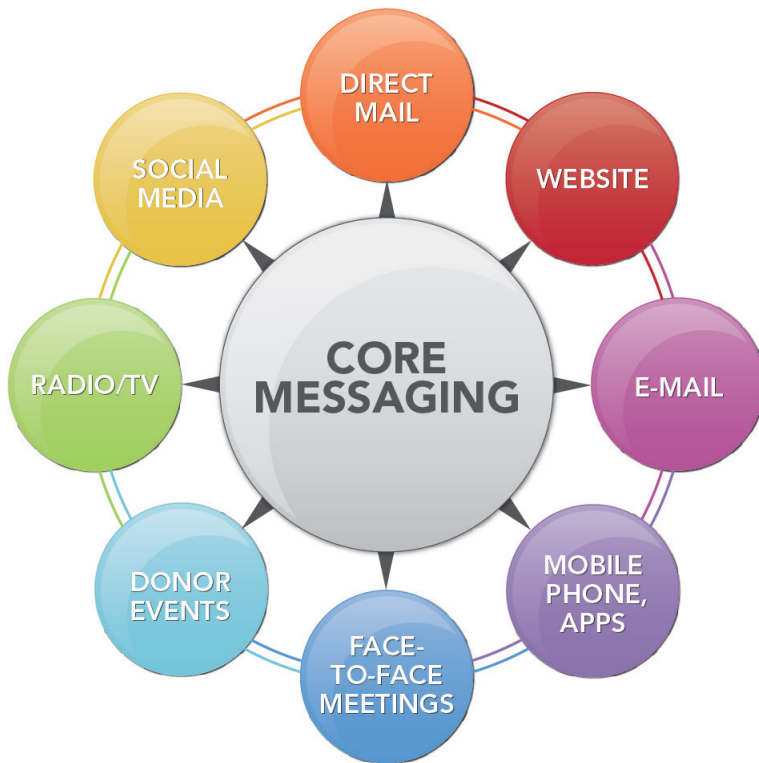 DIRECT
MAIL
WEBSITE
E-MAIL
MOBILE
PHONE,
APPS
FACE-
TO-FACE
MEETINGS
DONOR
EVENTS
RADIO/TV
SOCIAL
MEDIA
CORE
MESSAGING